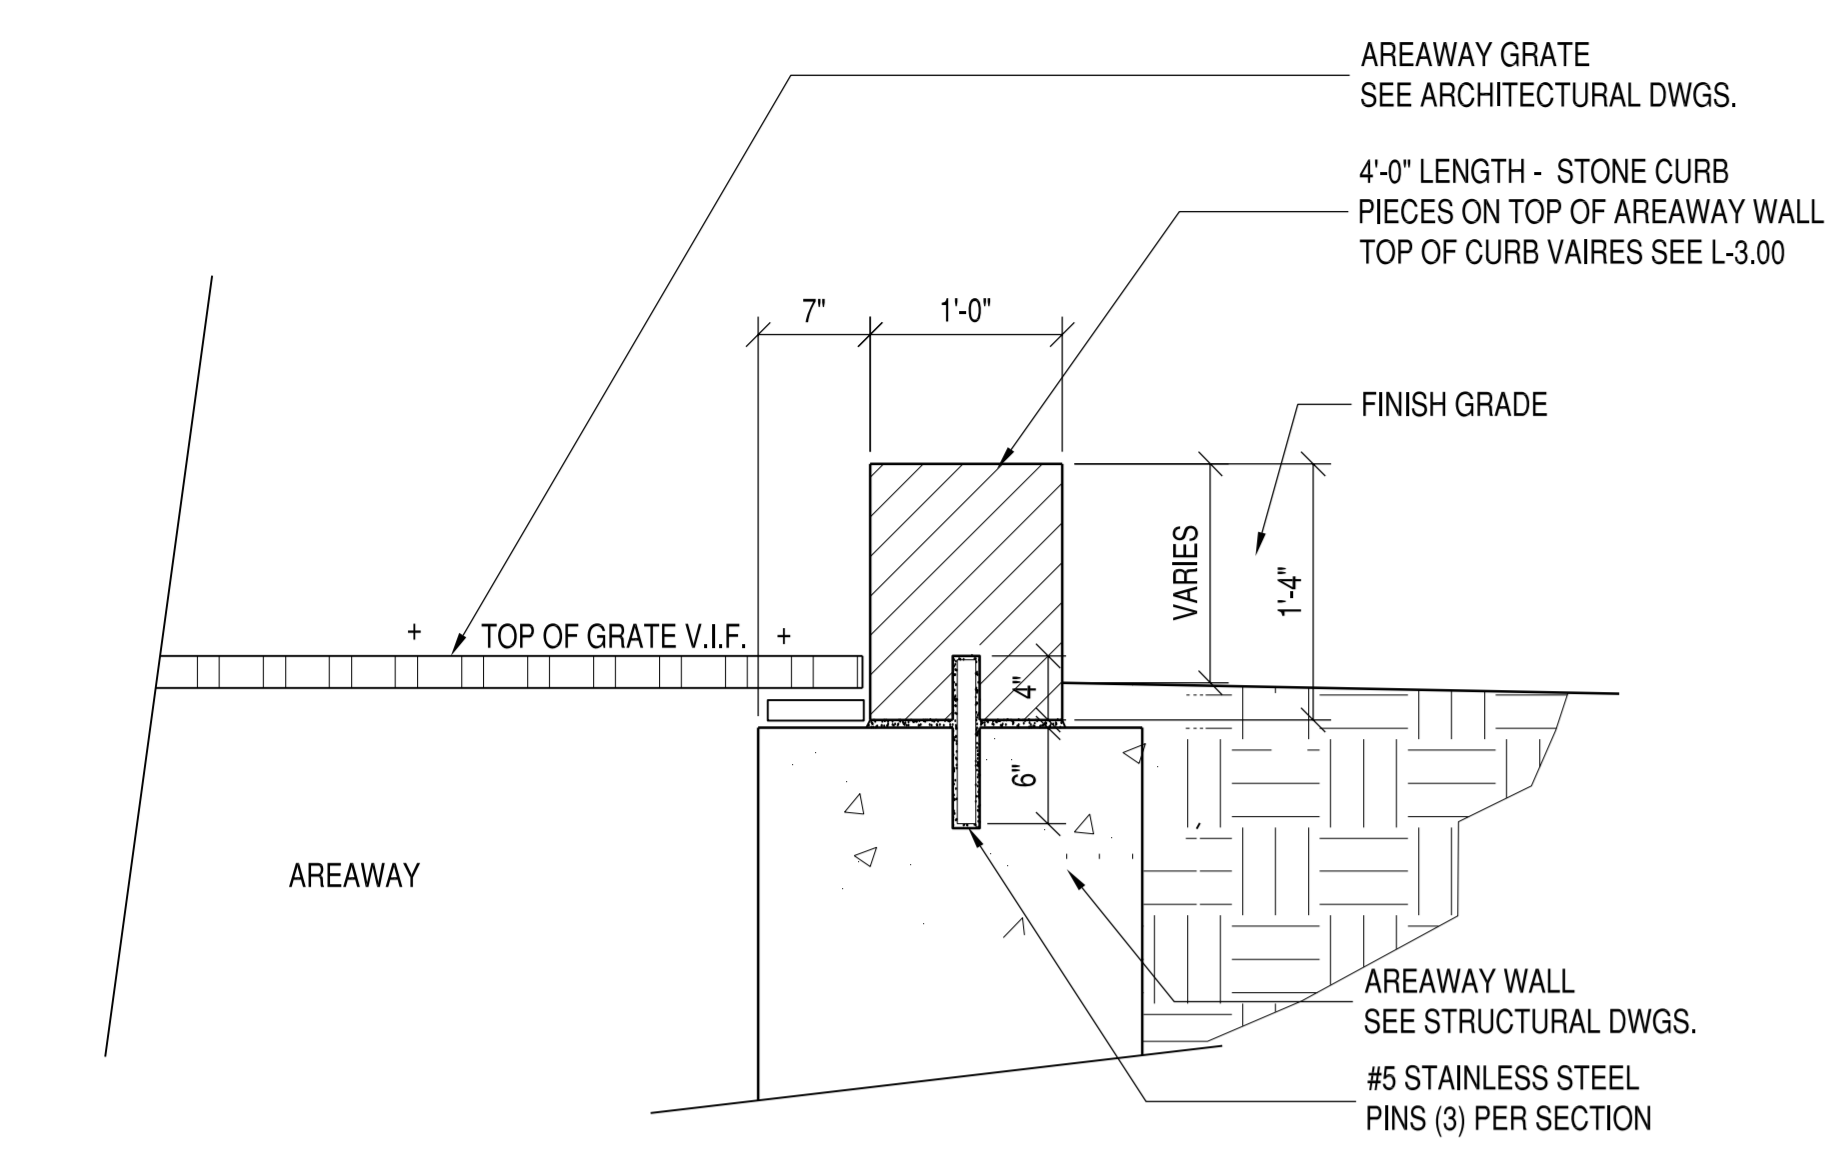 AREAWAY GRATE
SEE ARCHITECTURAL DWGS.
4'-0" LENGTH - STONE CURB
PIECES ON TOP OF AREAWAY WALL
TOP OF CURB VAIRES SEE L-3.00
7"
1'-0"
FINISH GRADE
VARIES
1'-4"
+ TOP OF GRATE V.I.F. +
4"
6"
AREAWAY
AREAWAY WALL
SEE STRUCTURAL DWGS.
#5 STAINLESS STEEL
PINS (3) PER SECTION